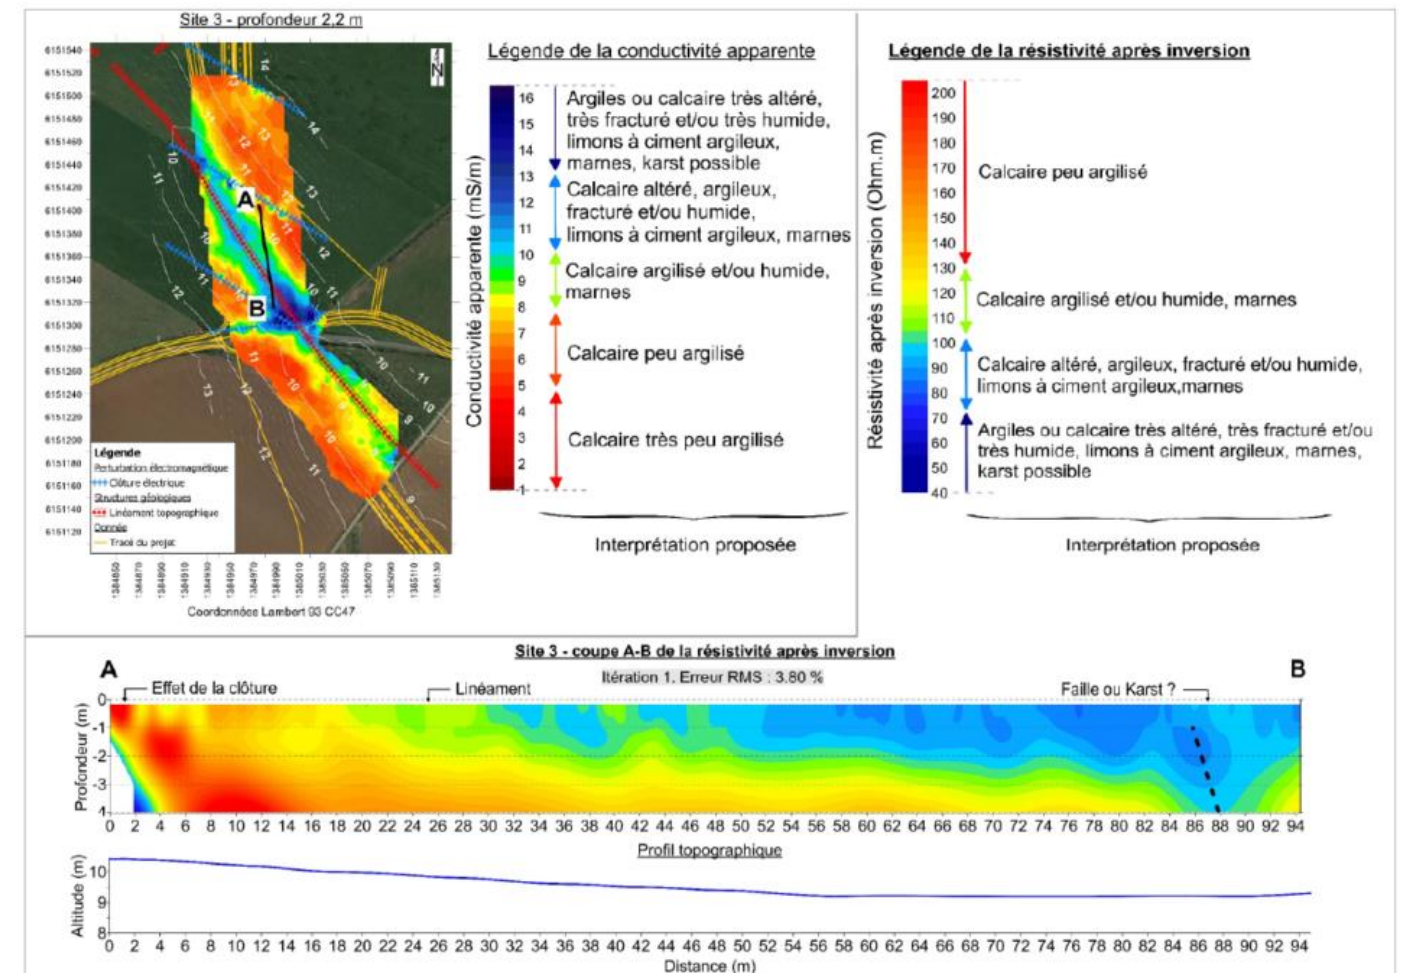 Site 3 - profondeur 2,2 m
6151540
6151520
6151500
6151480
6151460
6151440
6151420
6151400
6151380
6151360
6151340
6151320
6151300
6151280
6151260
6151240
6151220
6151200
6151180
6151160
6151140
6151120
N
A
B
Légende
Perturbation électromagnétique
Clôture électrique
Structures géologiques
Linéament topographique
Donnée
Tracé du projet
1384850
1384870
1384890
1384910
1384930
1384950
1384970
1384990
1385010
1385030
1385050
1385070
1385090
1385110
1385130
Coordonnées Lambert 93 CC47
Légende de la conductivité apparente
Conductivité apparente (mS/m)
16
15
14
13
12
11
10
9
8
7
6
5
4
3
2
1
Argiles ou calcaire très altéré,
très fracturé et/ou très humide,
limons à ciment argileux,
marnes, karst possible
Calcaire altéré, argileux,
fracturé et/ou humide,
limons à ciment argileux, marnes
Calcaire argilisé et/ou humide,
marnes
Calcaire peu argilisé
Calcaire très peu argilisé
Interprétation proposée
Légende de la résistivité après inversion
Résistivité après inversion (Ohm.m)
200
190
180
170
160
150
140
130
120
110
100
90
80
70
60
50
40
Calcaire peu argilisé
Calcaire argilisé et/ou humide, marnes
Calcaire altéré, argileux, fracturé et/ou humide,
limons à ciment argileux,marnes
Argiles ou calcaire très altéré, très fracturé et/ou
très humide, limons à ciment argileux, marnes,
karst possible
Interprétation proposée
Site 3 - coupe A-B de la résistivité après inversion
Itération 1. Erreur RMS : 3.80 %
A
B
Effet de la clôture
Linéament
Faille ou Karst ?
Profondeur (m)
0
-1
-2
-3
4
0 2 4 6 8 10 12 14 16 18 20 22 24 26 28 30 32 34 36 38 40 42 44 46 48 50 52 54 56 58 60 62 64 66 68 70 72 74 76 78 80 82 84 86 88 90 92 94
Profil topographique
Altitude (m)
10
9
8
0 2 4 6 8 10 12 14 16 18 20 22 24 26 28 30 32 34 36 38 40 42 44 46 48 50 52 54 56 58 60 62 64 66 68 70 72 74 76 78 80 82 84 86 88 90 92 94
Distance (m)